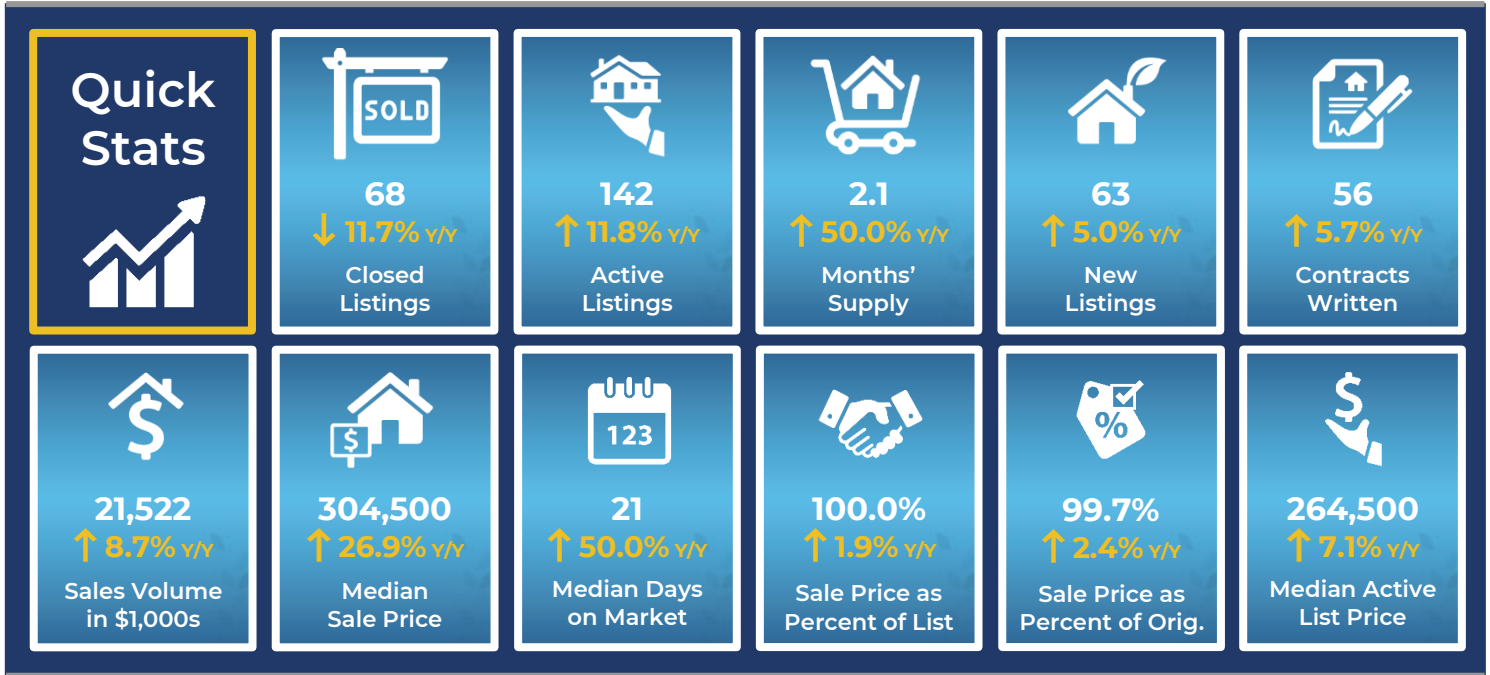 Quick
Stats
SOLD
68
↓ 11.7% Y/Y
Closed
Listings
142
↑ 11.8% Y/Y
Active
Listings
2.1
↑ 50.0% Y/Y
Months’
Supply
63
↑ 5.0% Y/Y
New
Listings
56
↑ 5.7% Y/Y
Contracts
Written
$
21,522
↑ 8.7% Y/Y
Sales Volume
in $1,000s
$
304,500
↑ 26.9% Y/Y
Median
Sale Price
123
21
↑ 50.0% Y/Y
Median Days
on Market
100.0%
↑ 1.9% Y/Y
Sale Price as
Percent of List
%
99.7%
↑ 2.4% Y/Y
Sale Price as
Percent of Orig.
$
264,500
↑ 7.1% Y/Y
Median Active
List Price